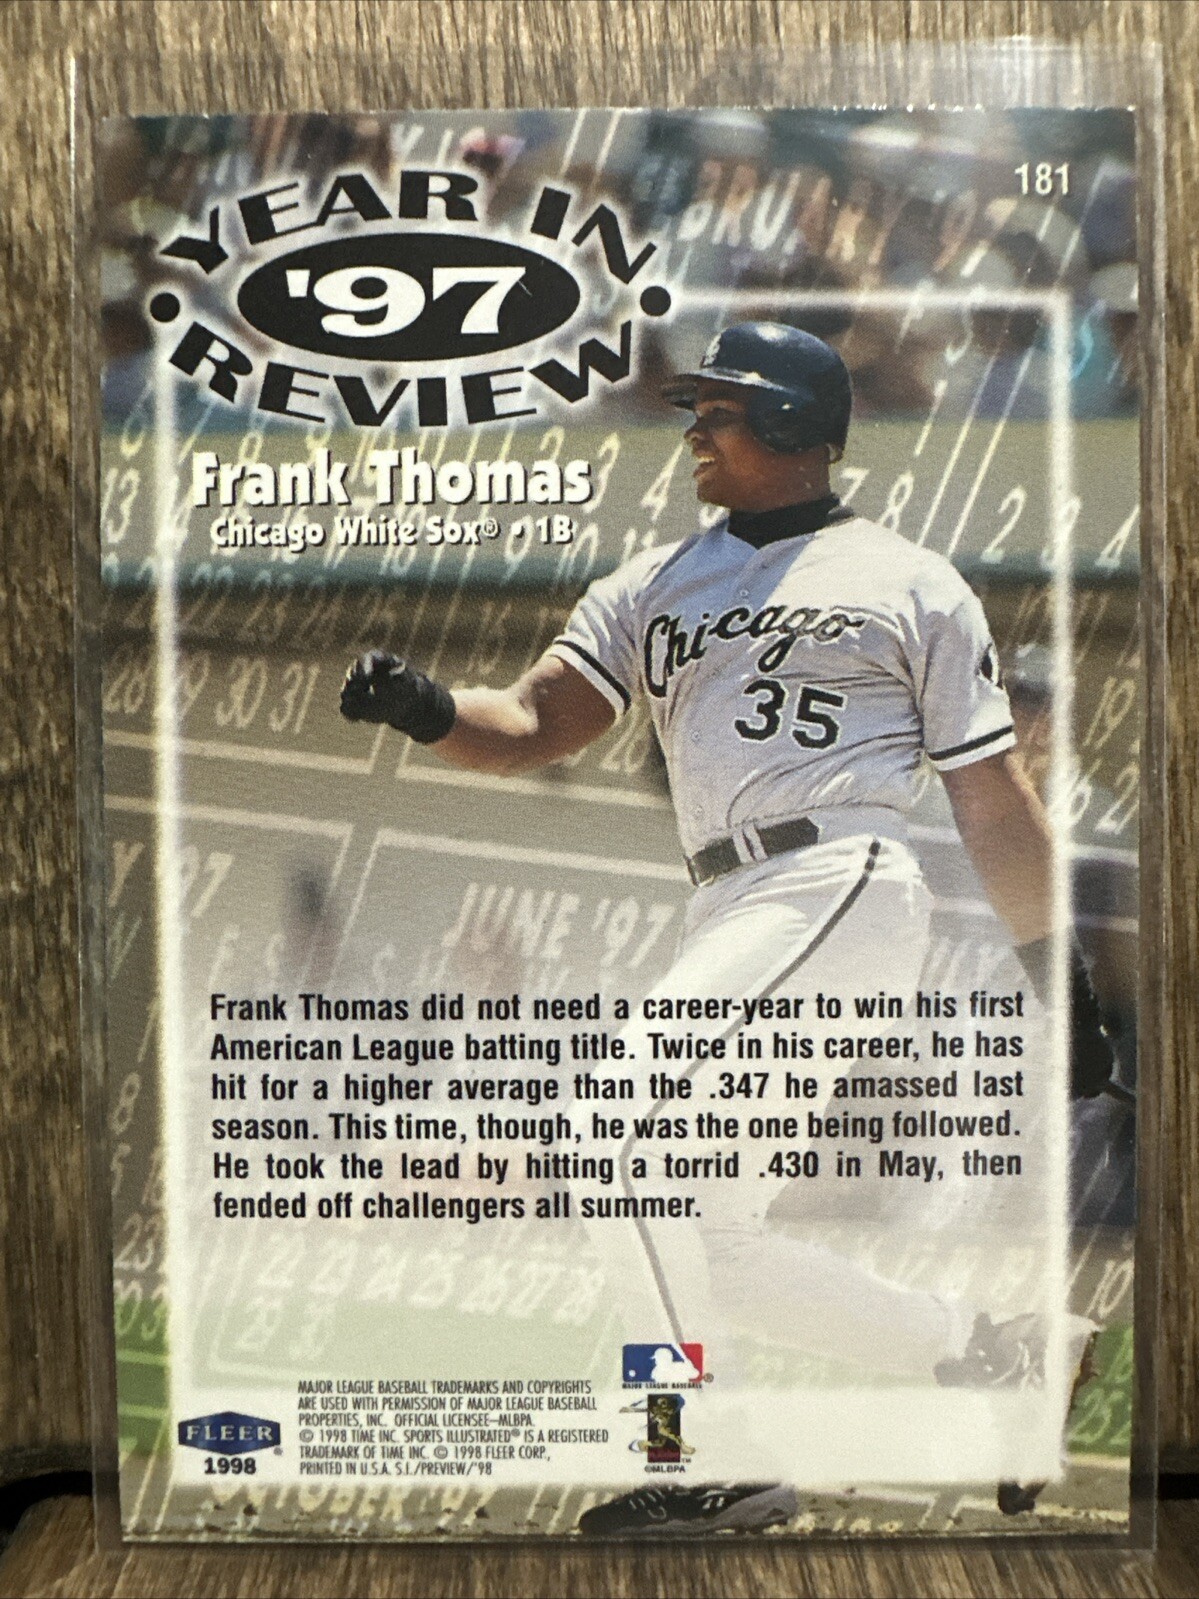 181
YEAR IN
'97
REVIEW
Frank Thomas
Chicago White Sox® • 1B
Chicago
35
JUNE '97
Frank Thomas did not need a career-year to win his first
American League batting title. Twice in his career, he has
hit for a higher average than the .347 he amassed last
season. This time, though, he was the one being followed.
He took the lead by hitting a torrid .430 in May, then
fended off challengers all summer.
MAJOR LEAGUE BASEBALL TRADEMARKS AND COPYRIGHTS
ARE USED WITH PERMISSION OF MAJOR LEAGUE BASEBALL
PROPERTIES, INC. OFFICIAL LICENSEE–MLBPA.
© 1998 TIME INC. SPORTS ILLUSTRATED® IS A REGISTERED
TRADEMARK OF TIME INC. © 1998 FLEER CORP.,
PRINTED IN U.S.A. S.I./PREVIEW/'98
FLEER
1998
MAJOR LEAGUE BASEBALL
©MLBPA